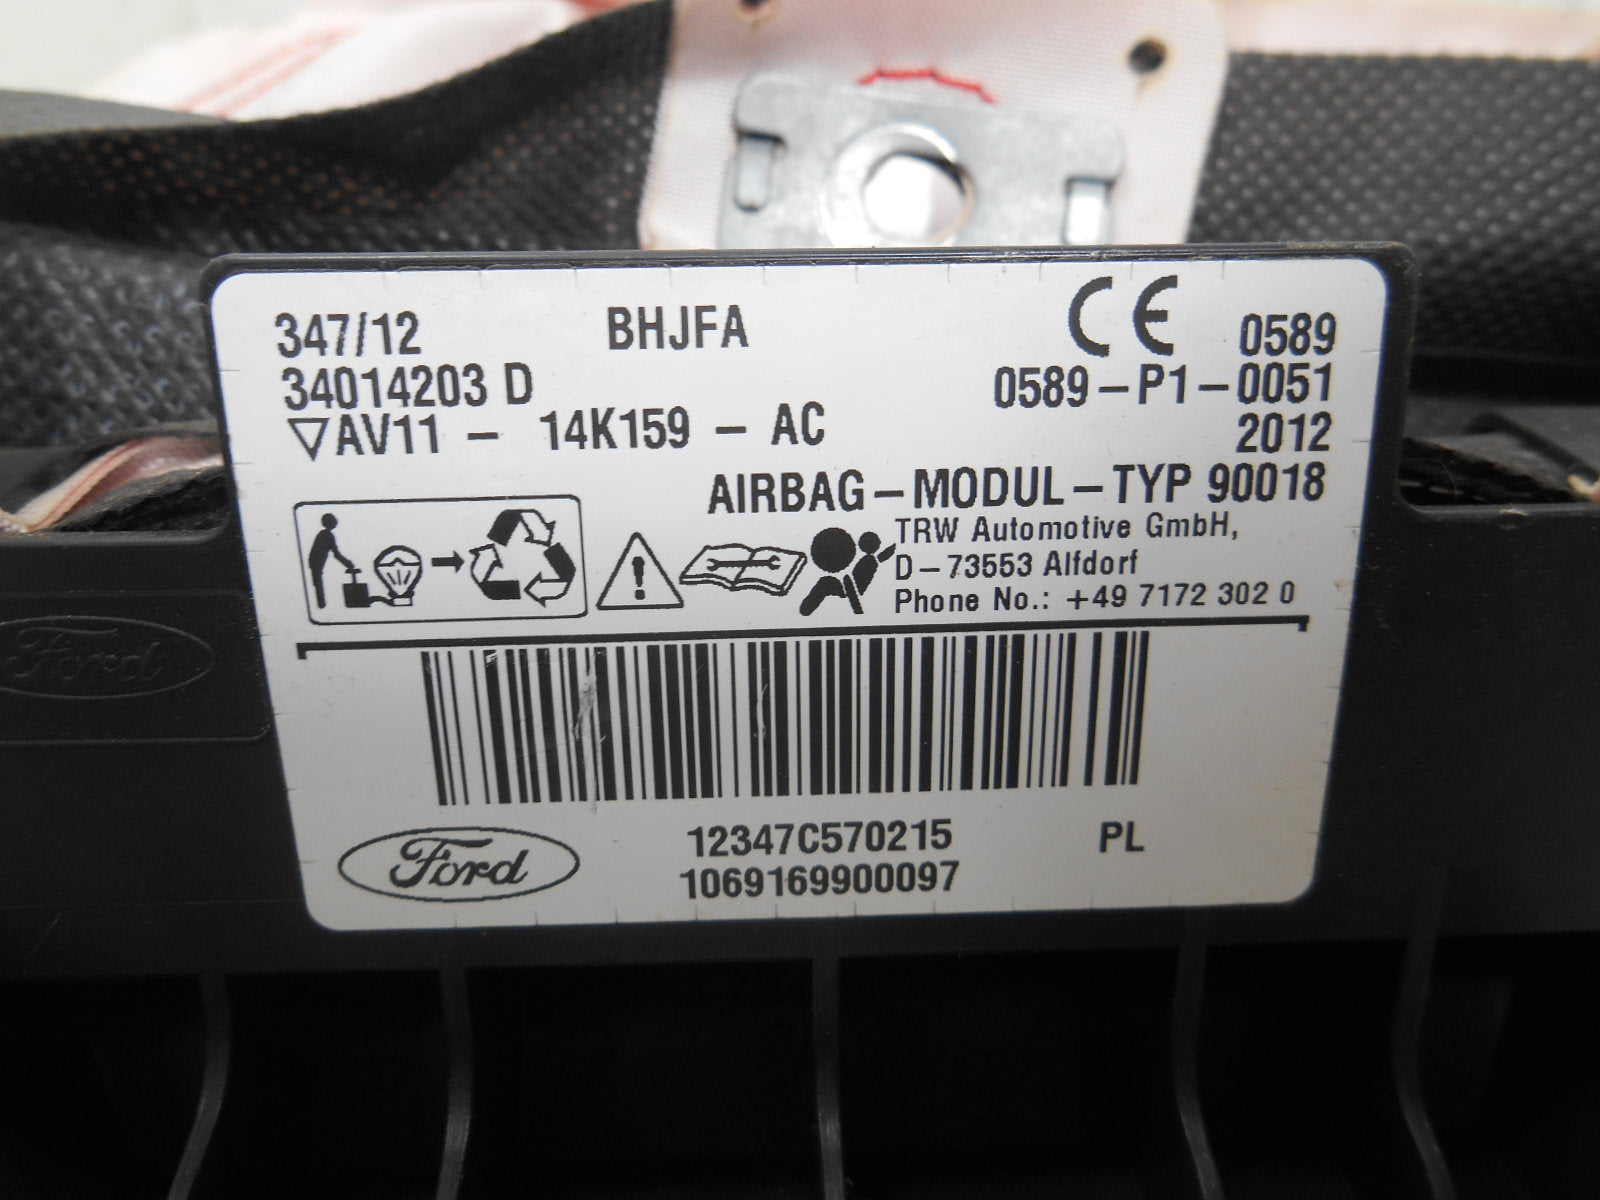 347/12 BHJFA CE 0589
34014203 D 0589-P1-0051
▽AV11 - 14K159 - AC 2012
AIRBAG-MODUL-TYP 90018
TRW Automotive GmbH,
D-73553 Alfdorf
Phone No.: +49 7172 302 0
Ford
12347C570215 PL
Ford
1069169900097